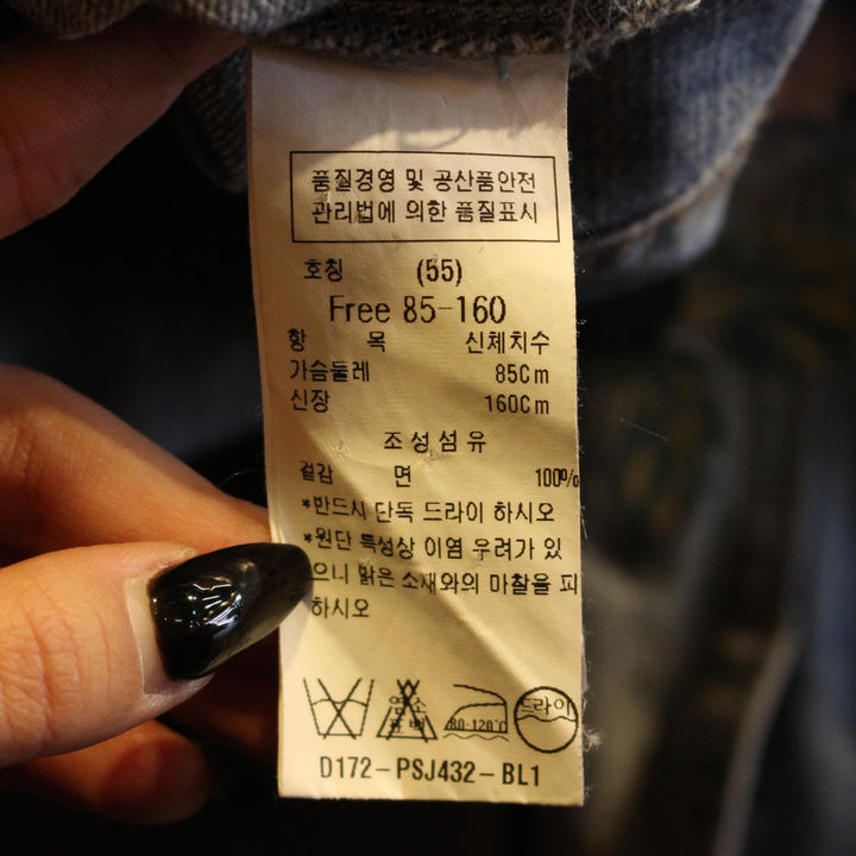 품질경영 및 공산품안전
관리법에 의한 품질표시
호칭 (55)
Free 85-160
항 목 신체치수
가슴둘레 85Cm
신장 160Cm
조성섬유
겉감 면 100%
*반드시 단독 드라이 하시오
*원단 특성상 이염 우려가 있
으니 밝은 소재와의 마찰을 피
하시오
염소
표백
80-120℃
드라이
D172-PSJ432-BL1